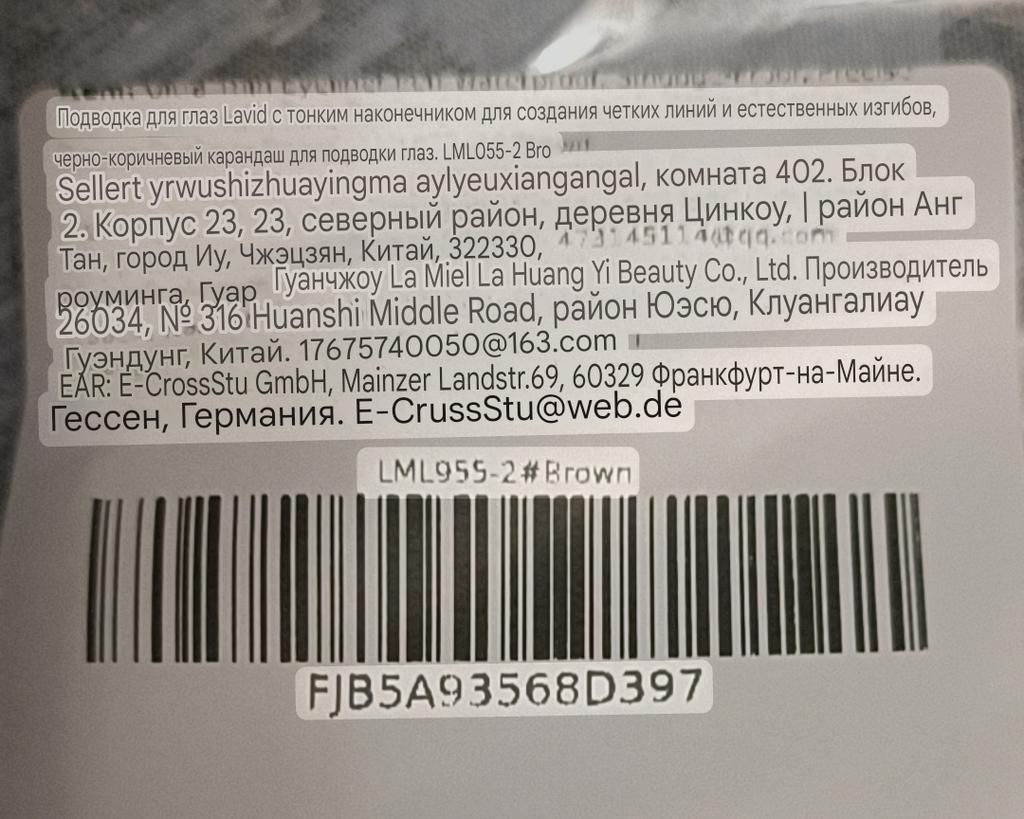 Подводка для глаз Lavid с тонким наконечником для создания четких линий и естественных изгибов,
черно-коричневый карандаш для подводки глаз. LML055-2 Bro
Sellert yrwushizhuayingma aylyeuxiangangal, комната 402. Блок
2. Корпус 23, 23, северный район, деревня Цинкоу, | район Анг
Тан, город Иу, Чжэцзян, Китай, 322330, 473145114@qq.com
Гуанчжоу La Miel La Huang Yi Beauty Co., Ltd. Производитель
роуминга, Гуар
26034, № 316 Huanshi Middle Road, район Юэсю, Клуангалиау
Гуэндунг, Китай. 17675740050@163.com
EAR: E-CrossStu GmbH, Mainzer Landstr.69, 60329 Франкфурт-на-Майне.
Гессен, Германия. E-CrussStu@web.de
LML955-2#Brown
FJB5A93568D397